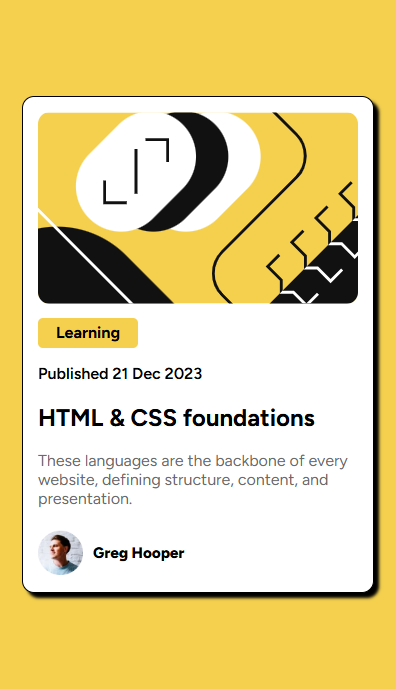 Learning
Published 21 Dec 2023
HTML & CSS foundations
These languages are the backbone of every
website, defining structure, content, and
presentation.
Greg Hooper